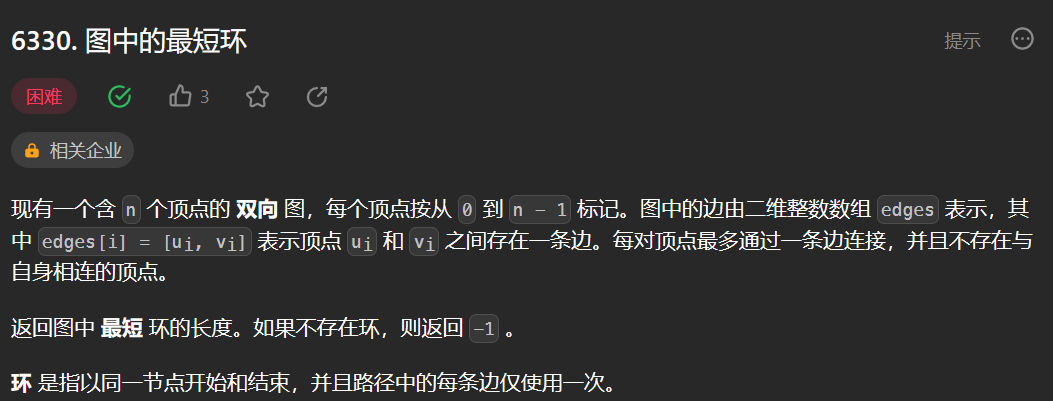 6330. 图中的最短环
提示
困难
3
相关企业
现有一个含 n 个顶点的 双向 图，每个顶点按从 0 到 n - 1 标记。图中的边由二维整数数组 edges 表示，其
中 edges[i] = [ui, vi] 表示顶点 ui 和 vi 之间存在一条边。每对顶点最多通过一条边连接，并且不存在与
自身相连的顶点。
返回图中 最短 环的长度。如果不存在环，则返回 -1 。
环 是指以同一节点开始和结束，并且路径中的每条边仅使用一次。